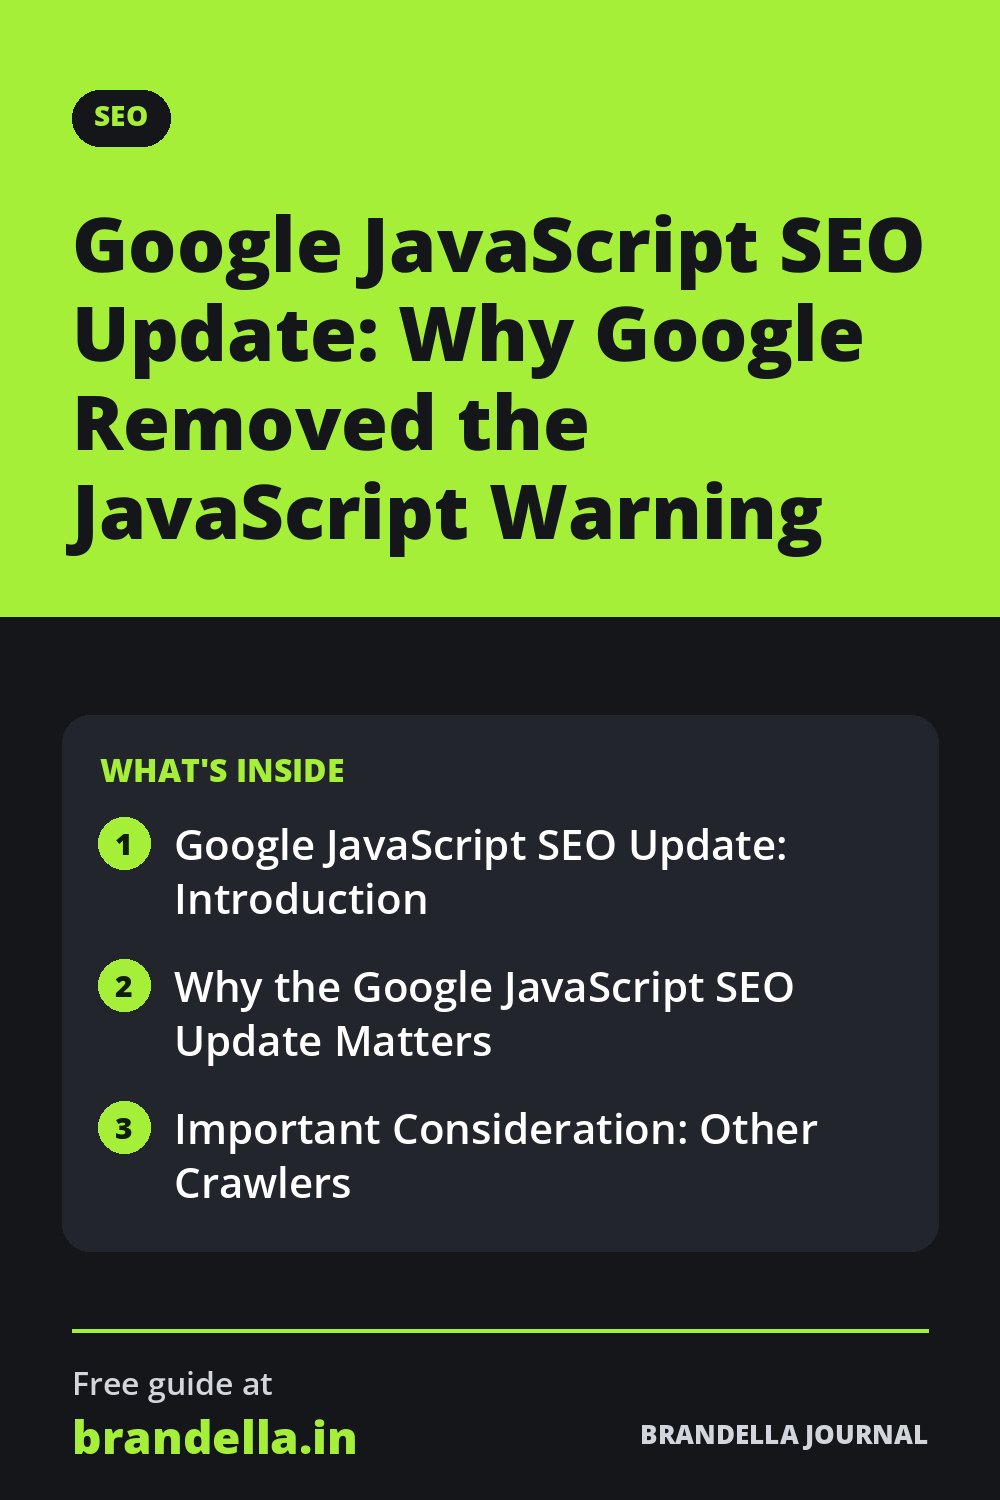 SEO
Google JavaScript SEO
Update: Why Google
Removed the
JavaScript Warning
WHAT'S INSIDE
1 Google JavaScript SEO Update:
Introduction
2 Why the Google JavaScript SEO
Update Matters
3 Important Consideration: Other
Crawlers
Free guide at
brandella.in
BRANDELLA JOURNAL